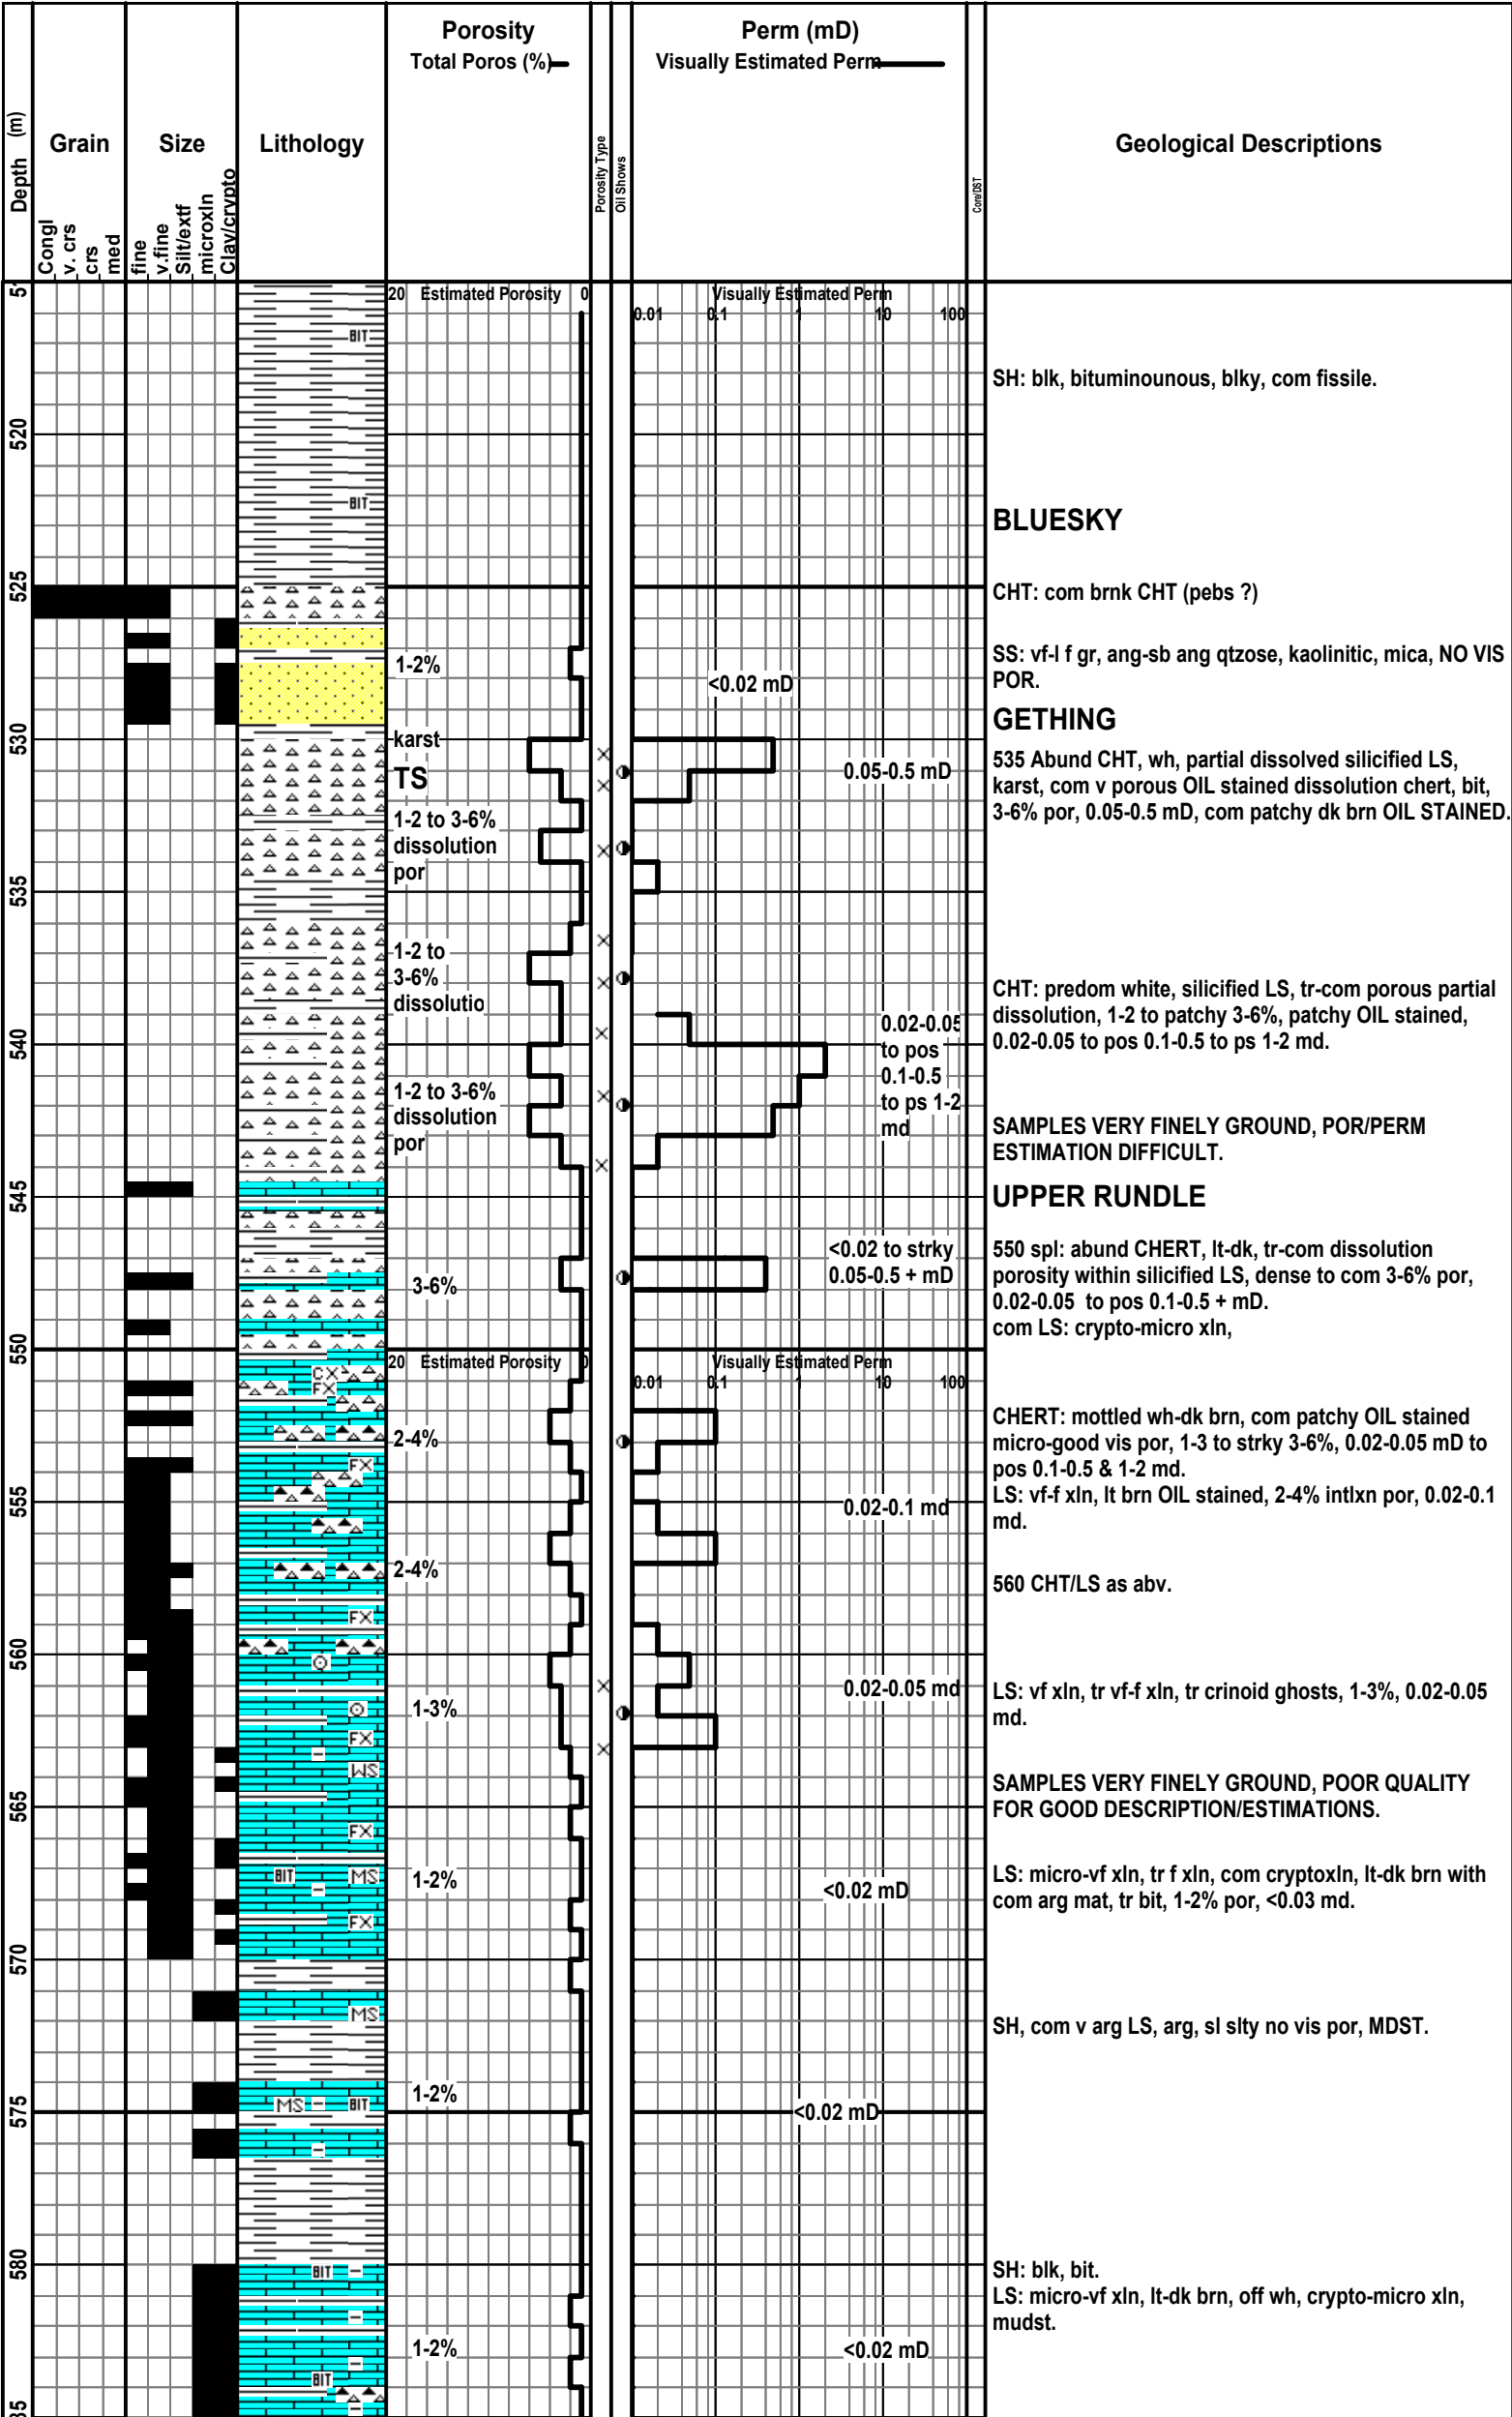 Depth (m)
Grain Size
Congl
v. crs
crs
med
fine
v.fine
Silt/extf
microxln
Clay/crypto
Lithology
Porosity
Total Poros (%)
Porosity Type
Oil Shows
Perm (mD)
Visually Estimated Perm
Core/DST
Geological Descriptions
20 Estimated Porosity 0
Visually Estimated Perm
0.01 0.1 1 10 100
BIT
SH: blk, bituminounous, blky, com fissile.
520
BIT
BLUESKY
525
CHT: com brnk CHT (pebs ?)
1-2%
<0.02 mD
SS: vf-l f gr, ang-sb ang qtzose, kaolinitic, mica, NO VIS
POR.
GETHING
530
karst
TS
0.05-0.5 mD
535 Abund CHT, wh, partial dissolved silicified LS,
karst, com v porous OIL stained dissolution chert, bit,
3-6% por, 0.05-0.5 mD, com patchy dk brn OIL STAINED.
1-2 to 3-6%
dissolution
por
535
1-2 to
3-6%
dissolutio
CHT: predom white, silicified LS, tr-com porous partial
dissolution, 1-2 to patchy 3-6%, patchy OIL stained,
0.02-0.05 to pos 0.1-0.5 to ps 1-2 md.
0.02-0.05
to pos
0.1-0.5
to ps 1-2
md
540
1-2 to 3-6%
dissolution
por
SAMPLES VERY FINELY GROUND, POR/PERM
ESTIMATION DIFFICULT.
545
UPPER RUNDLE
<0.02 to strky
0.05-0.5 + mD
3-6%
550 spl: abund CHERT, lt-dk, tr-com dissolution
porosity within silicified LS, dense to com 3-6% por,
0.02-0.05 to pos 0.1-0.5 + mD.
com LS: crypto-micro xln,
550
20 Estimated Porosity 0
Visually Estimated Perm
0.01 0.1 1 10 100
CX
FX
2-4%
CHERT: mottled wh-dk brn, com patchy OIL stained
micro-good vis por, 1-3 to strky 3-6%, 0.02-0.05 mD to
pos 0.1-0.5 & 1-2 md.
FX
LS: vf-f xln, lt brn OIL stained, 2-4% intlxn por, 0.02-0.1
md.
555
0.02-0.1 md
2-4%
560 CHT/LS as abv.
FX
560
0.02-0.05 md
1-3%
LS: vf xln, tr vf-f xln, tr crinoid ghosts, 1-3%, 0.02-0.05
md.
FX
WS
SAMPLES VERY FINELY GROUND, POOR QUALITY
FOR GOOD DESCRIPTION/ESTIMATIONS.
565
FX
BIT MS
1-2%
<0.02 mD
LS: micro-vf xln, tr f xln, com cryptoxln, lt-dk brn with
com arg mat, tr bit, 1-2% por, <0.03 md.
FX
570
MS
SH, com v arg LS, arg, sl slty no vis por, MDST.
1-2%
MS BIT
575
<0.02 mD
580
BIT
SH: blk, bit.
LS: micro-vf xln, lt-dk brn, off wh, crypto-micro xln,
mudst.
1-2%
<0.02 mD
BIT